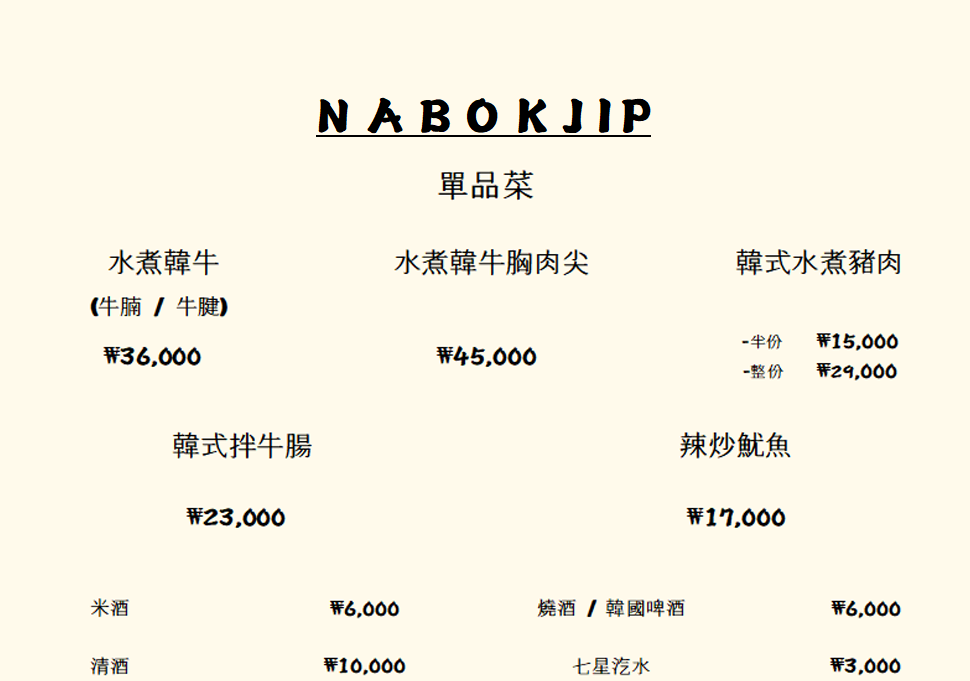 NABOKJIP
單品菜
水煮韓牛 水煮韓牛胸肉尖 韓式水煮豬肉
(牛腩 / 牛腱)
₩36,000 ₩45,000
-半份 ₩15,000
-整份 ₩29,000
韓式拌牛腸 辣炒魷魚
₩23,000 ₩17,000
米酒 ₩6,000 燒酒 / 韓國啤酒 ₩6,000
清酒 ₩10,000 七星汔水 ₩3,000